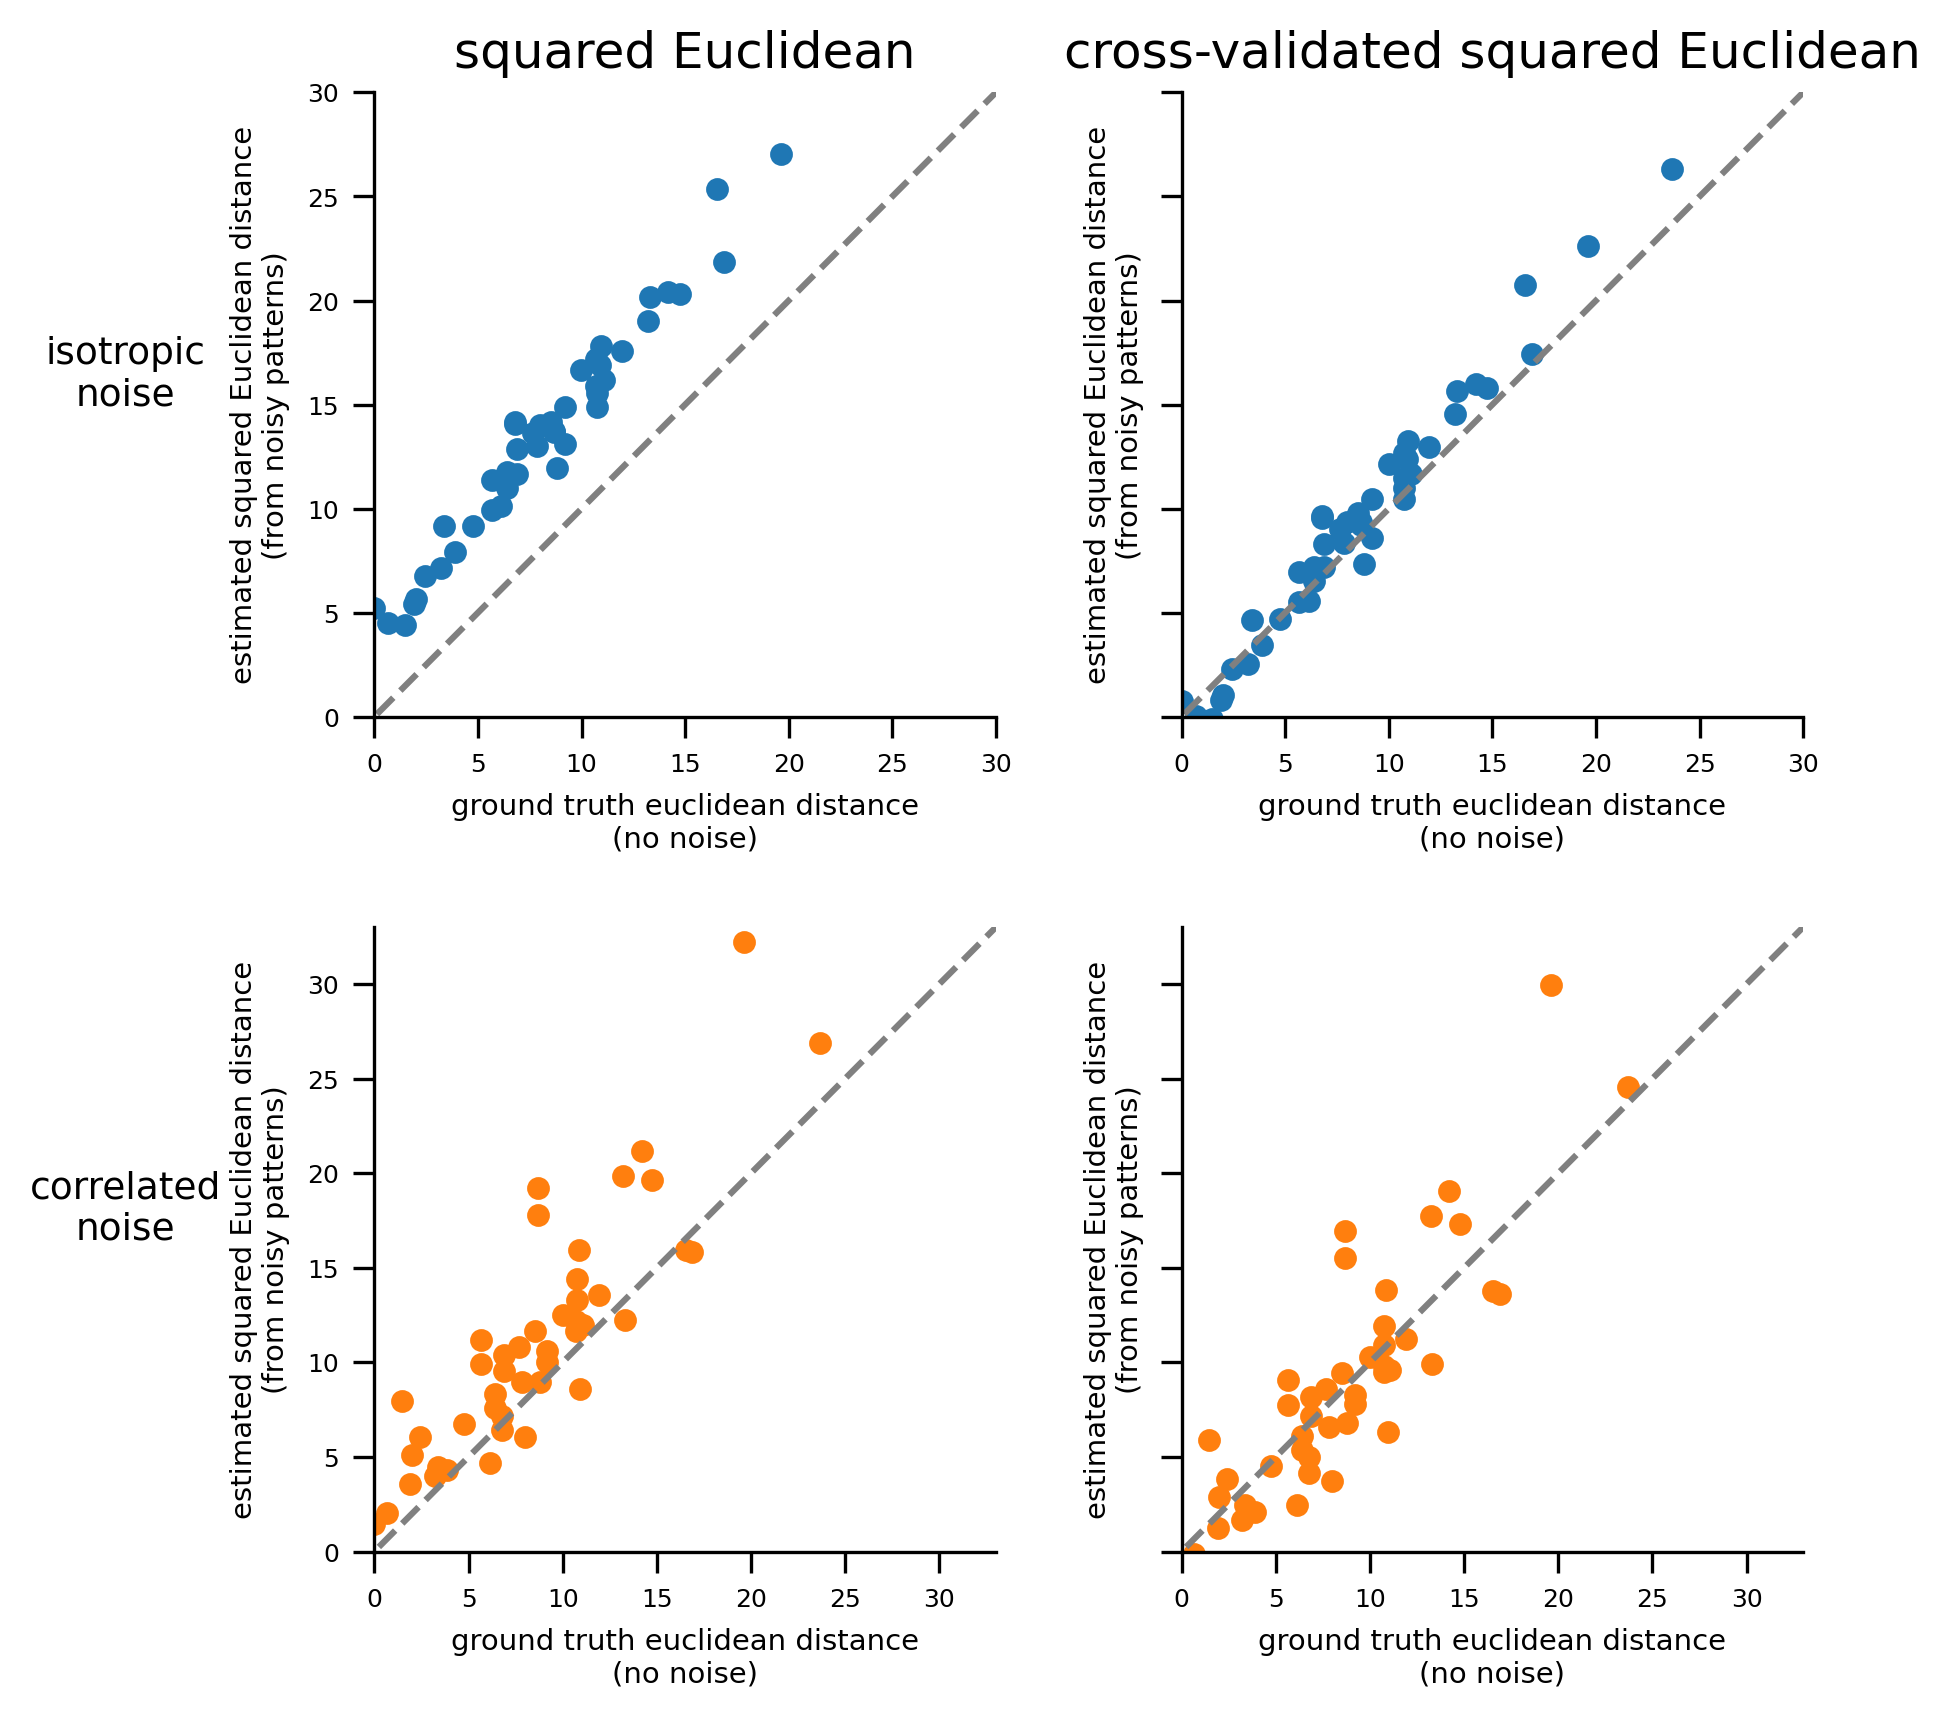 squared Euclidean
cross-validated squared Euclidean
isotropic
noise
estimated squared Euclidean distance
(from noisy patterns)
30
25
20
15
10
5
0
0 5 10 15 20 25 30
ground truth euclidean distance
(no noise)
estimated squared Euclidean distance
(from noisy patterns)
0 5 10 15 20 25 30
ground truth euclidean distance
(no noise)
correlated
noise
estimated squared Euclidean distance
(from noisy patterns)
30
25
20
15
10
5
0
0 5 10 15 20 25 30
ground truth euclidean distance
(no noise)
estimated squared Euclidean distance
(from noisy patterns)
0 5 10 15 20 25 30
ground truth euclidean distance
(no noise)